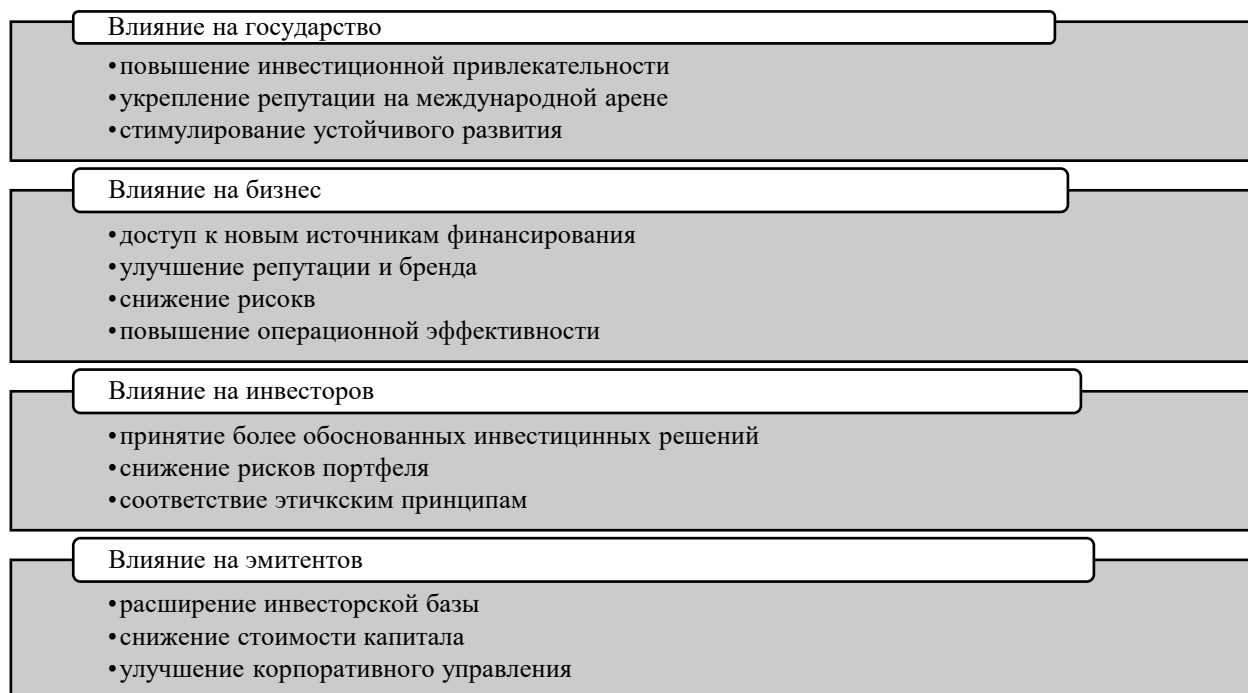 Влияние на государство
•повышение инвестиционной привлекательности
•укрепление репутации на международной арене
•стимулирование устойчивого развития
Влияние на бизнес
•доступ к новым источникам финансирования
•улучшение репутации и бренда
•снижение рисокв
•повышение операционной эффективности
Влияние на инвесторов
•принятие более обоснованных инвестицинных решений
•снижение рисков портфеля
•соответствие этичкским принципам
Влияние на эмитентов
•расширение инвесторской базы
•снижение стоимости капитала
•улучшение корпоративного управления